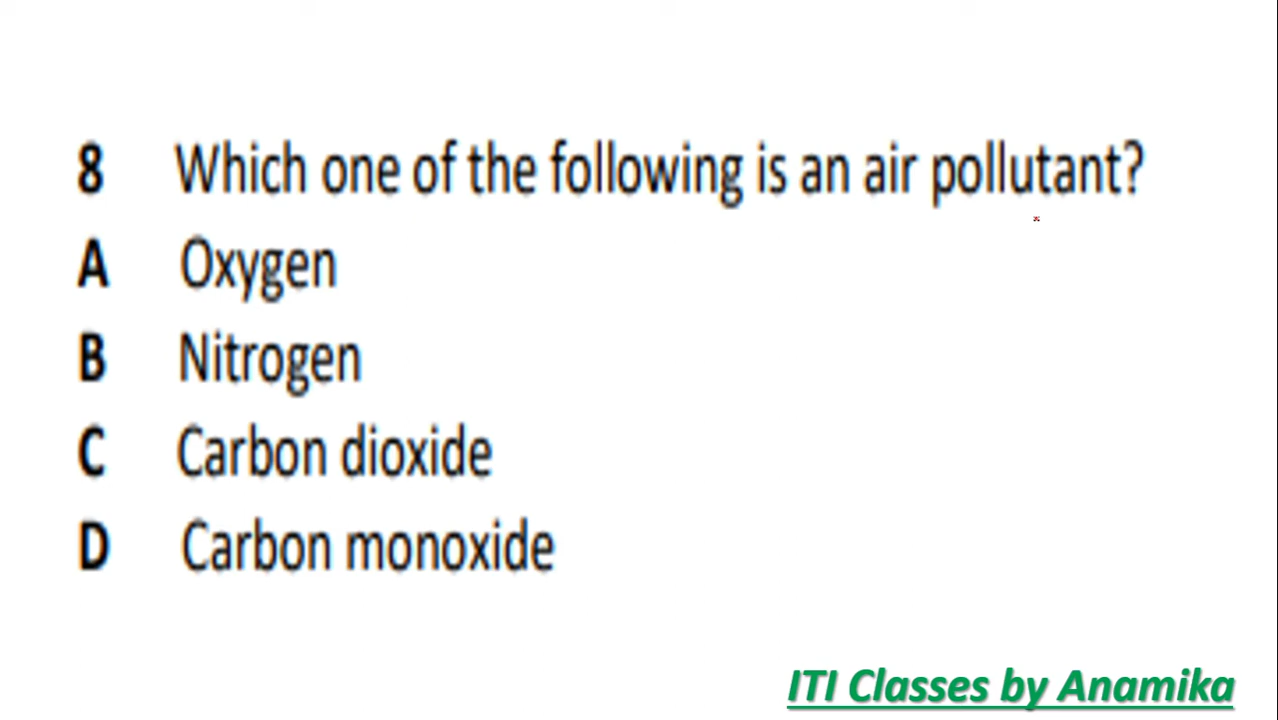 8 Which one of the following is an air pollutant?
A Oxygen
B Nitrogen
C Carbon dioxide
D Carbon monoxide
ITI Classes by Anamika